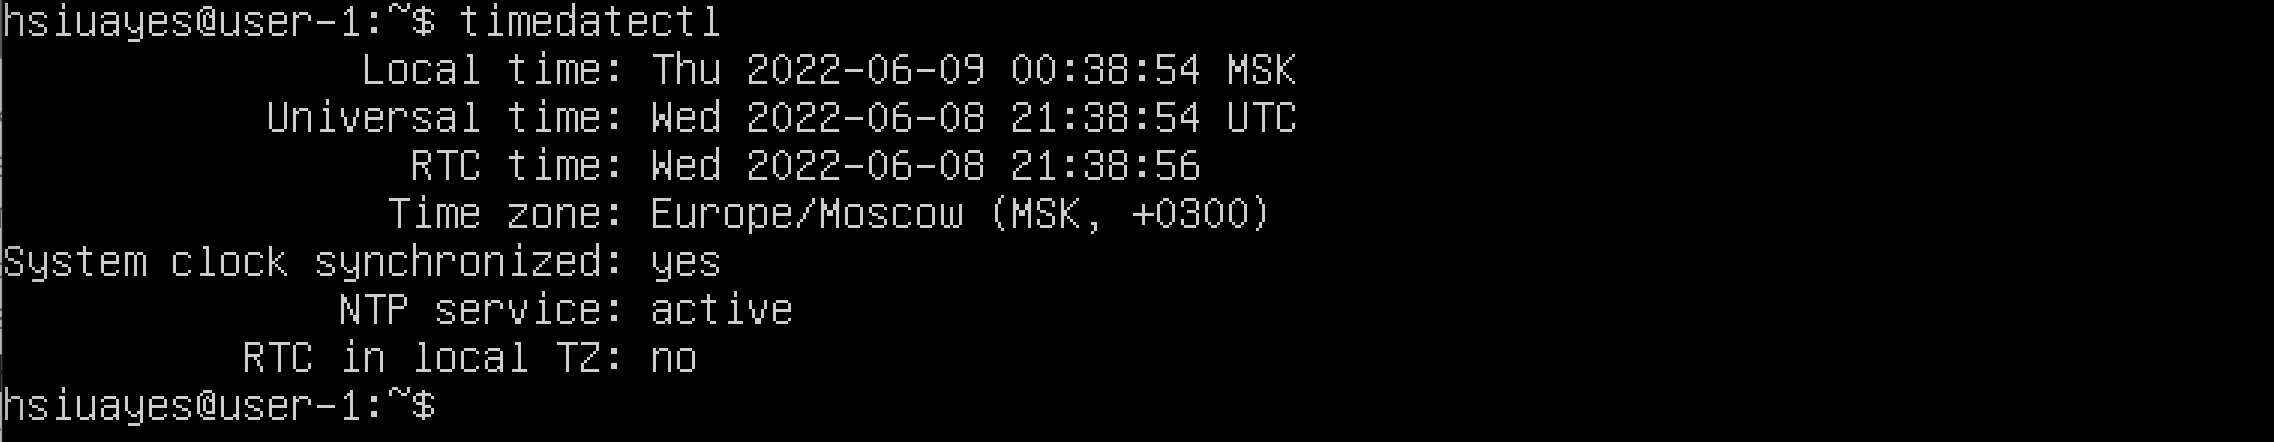 hsiuayes@user-1:~$ timedatectl
Local time: Thu 2022-06-09 00:38:54 MSK
Universal time: Wed 2022-06-08 21:38:54 UTC
RTC time: Wed 2022-06-08 21:38:56
Time zone: Europe/Moscow (MSK, +0300)
System clock synchronized: yes
NTP service: active
RTC in local TZ: no
hsiuayes@user-1:~$